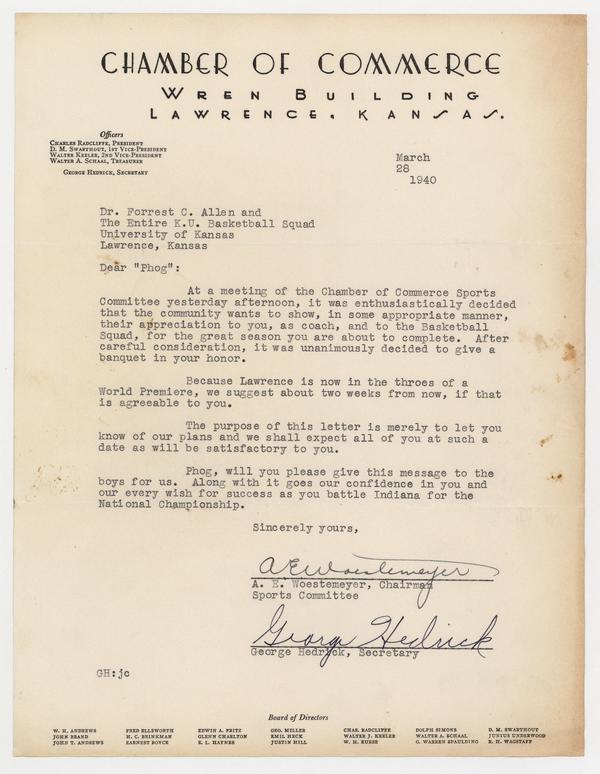 CHAMBER OF COMMERCE
WREN BUILDING
LAWRENCE, KANSAS.
Officers
CHARLES RADCLIFFE, PRESIDENT
D. M. SWARTHOUT, 1ST VICE-PRESIDENT
WALTER KEELER, 2ND VICE-PRESIDENT
WALTER A. SCHAAL, TREASURER
GEORGE HEDRICK, SECRETARY
March
28
1940
Dr. Forrest C. Allen and
The Entire K.U. Basketball Squad
University of Kansas
Lawrence, Kansas
Dear "Phog":
At a meeting of the Chamber of Commerce Sports
Committee yesterday afternoon, it was enthusiastically decided
that the community wants to show, in some appropriate manner,
their appreciation to you, as coach, and to the Basketball
Squad, for the great season you are about to complete. After
careful consideration, it was unanimously decided to give a
banquet in your honor.
Because Lawrence is now in the throes of a
World Premiere, we suggest about two weeks from now, if that
is agreeable to you.
The purpose of this letter is merely to let you
know of our plans and we shall expect all of you at such a
date as will be satisfactory to you.
Phog, will you please give this message to the
boys for us. Along with it goes our confidence in you and
our every wish for success as you battle Indiana for the
National Championship.
Sincerely yours,
A E Woestemeyer
A. E. Woestemeyer, Chairman
Sports Committee
George Hedrick
George Hedrick, Secretary
GH:jc
Board of Directors
W. H. ANDREWS FRED ELLSWORTH EDWIN A. FRITZ GEO. MILLER CHAS. RADCLIFFE DOLPH SIMONS D. M. SWARTHOUT
JOHN BRAND H. C. BRINKMAN GLENN CHARLTON EMIL HECK WALTER J. KEELER WALTER A. SCHAAL JUNIUS UNDERWOOD
JOHN T. ANDREWS EARNEST BOYCE E. L. HAYNES JUSTIN HILL W. H. KUESE G. WARREN SPAULDING R. H. WAGSTAFF